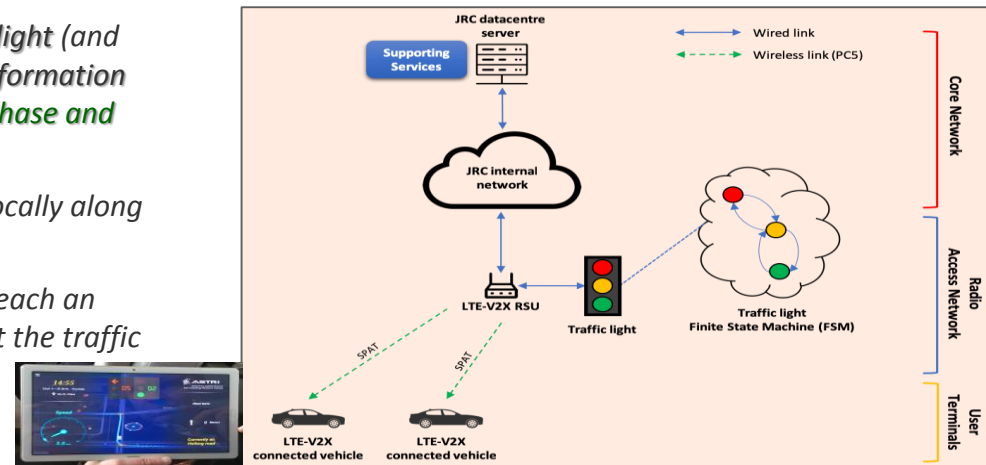 light (and
formation
hase and
ocally along
each an
t the traffic
JRC datacentre
server
Supporting
Services
Wired link
Wireless link (PC5)
JRC internal
network
LTE-V2X RSU
Traffic light
Traffic light
Finite State Machine (FSM)
SPAT
SPAT
LTE-V2X
connected vehicle
LTE-V2X
connected vehicle
Core Network
Radio
Access Network
User
Terminals
14:55
ASTRI
Speed